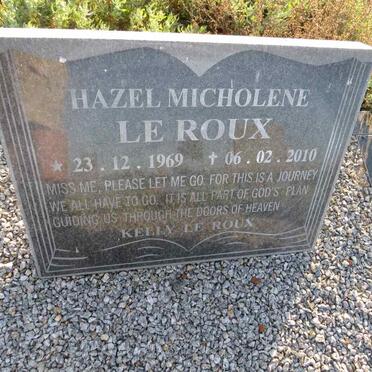 HAZEL MICHOLENE
LE ROUX
★ 23.12.1969 ✝ 06.02.2010
MISS ME, PLEASE LET ME GO. FOR THIS IS A JOURNEY
WE ALL HAVE TO GO. IT IS ALL PART OF GOD'S PLAN
GUIDING US THROUGH THE DOORS OF HEAVEN
KELLY LE ROUX